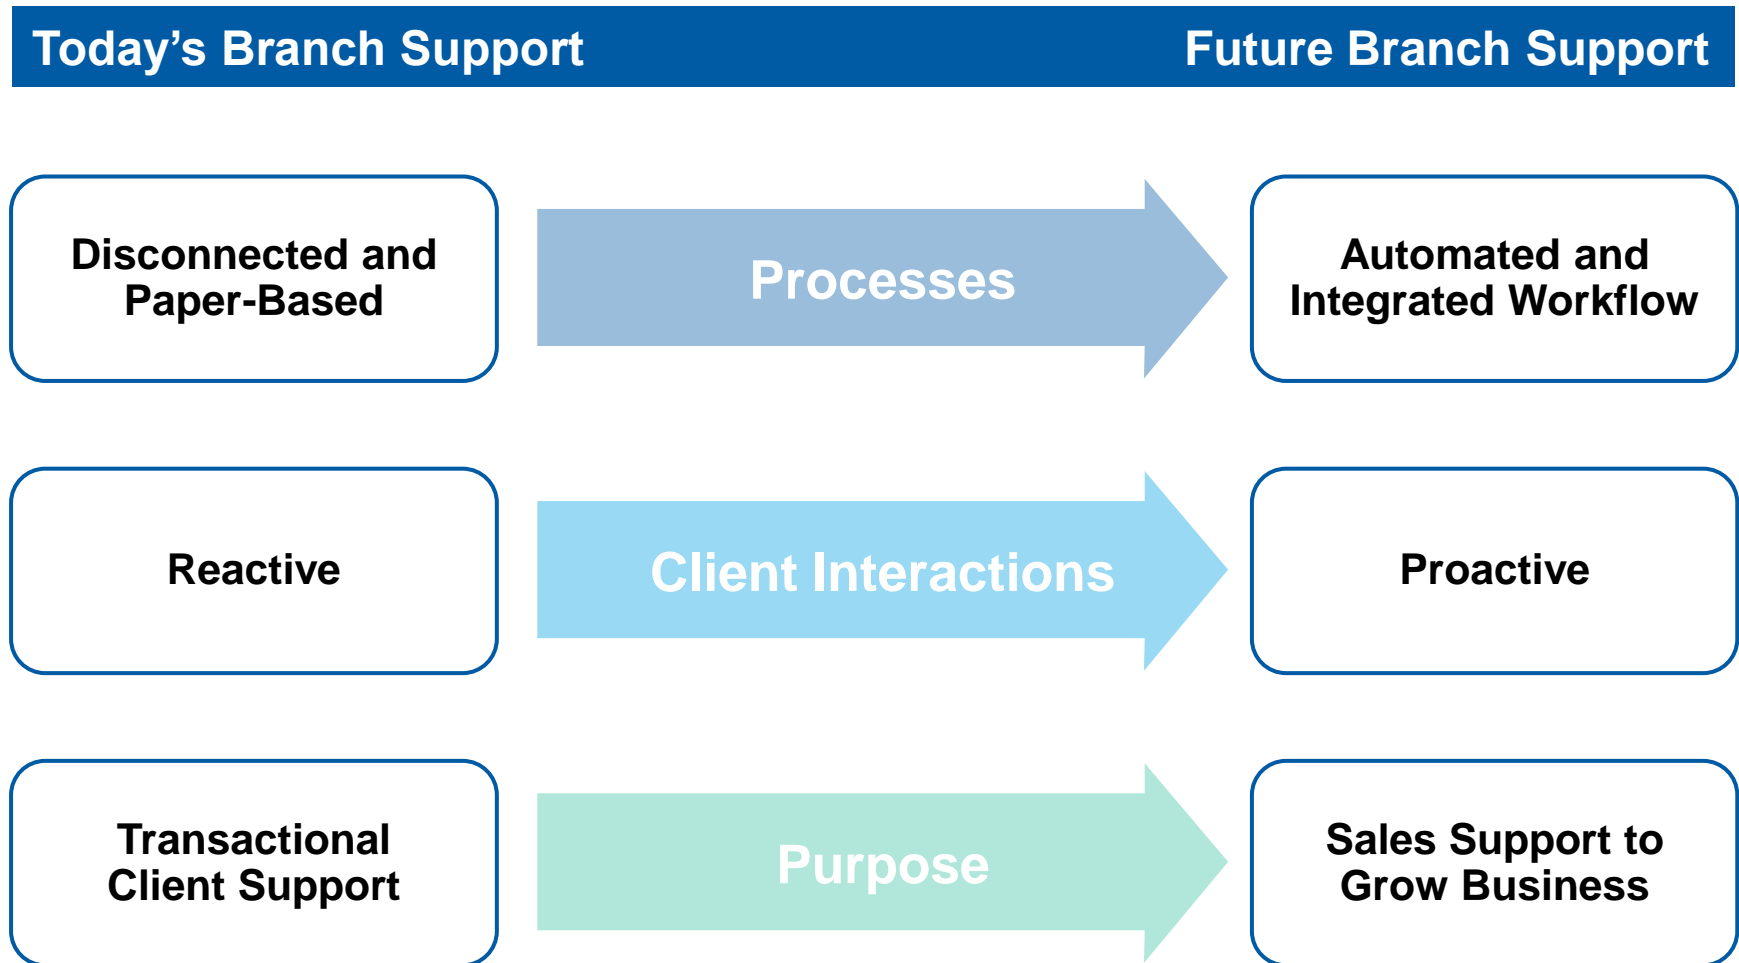 Today’s Branch Support
Future Branch Support
Disconnected and
Paper-Based
Processes
Automated and
Integrated Workflow
Reactive
Client Interactions
Proactive
Transactional
Client Support
Purpose
Sales Support to
Grow Business